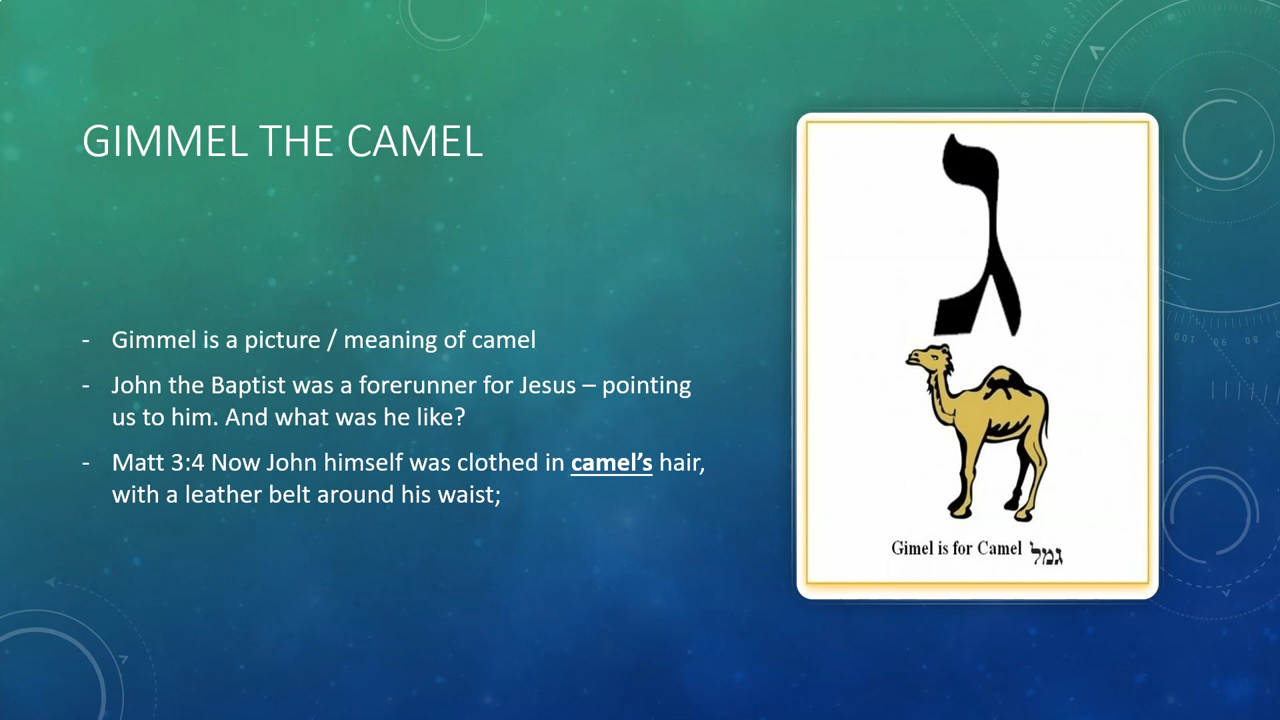 GIMMEL THE CAMEL
- Gimmel is a picture / meaning of camel
- John the Baptist was a forerunner for Jesus – pointing
us to him. And what was he like?
- Matt 3:4 Now John himself was clothed in camel’s hair,
with a leather belt around his waist;
ג
Gimel is for Camel גמל